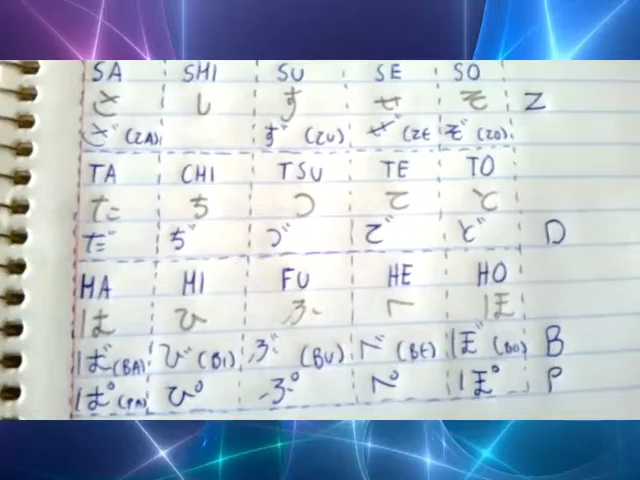 SA SHI SU SE SO
さ し す せ そ Z
ざ (ZA) ず (ZU) ぜ (ZE ぞ (ZO)
TA CHI TSU TE TO
た ち つ て と
だ ぢ づ で ど D
HA HI FU HE HO
は ひ ふ へ ほ
ば (BA) び (BI) ぶ (BU) べ (BE) ぼ (BO) B
ぱ (PA) ぴ ぷ ぺ ぽ P